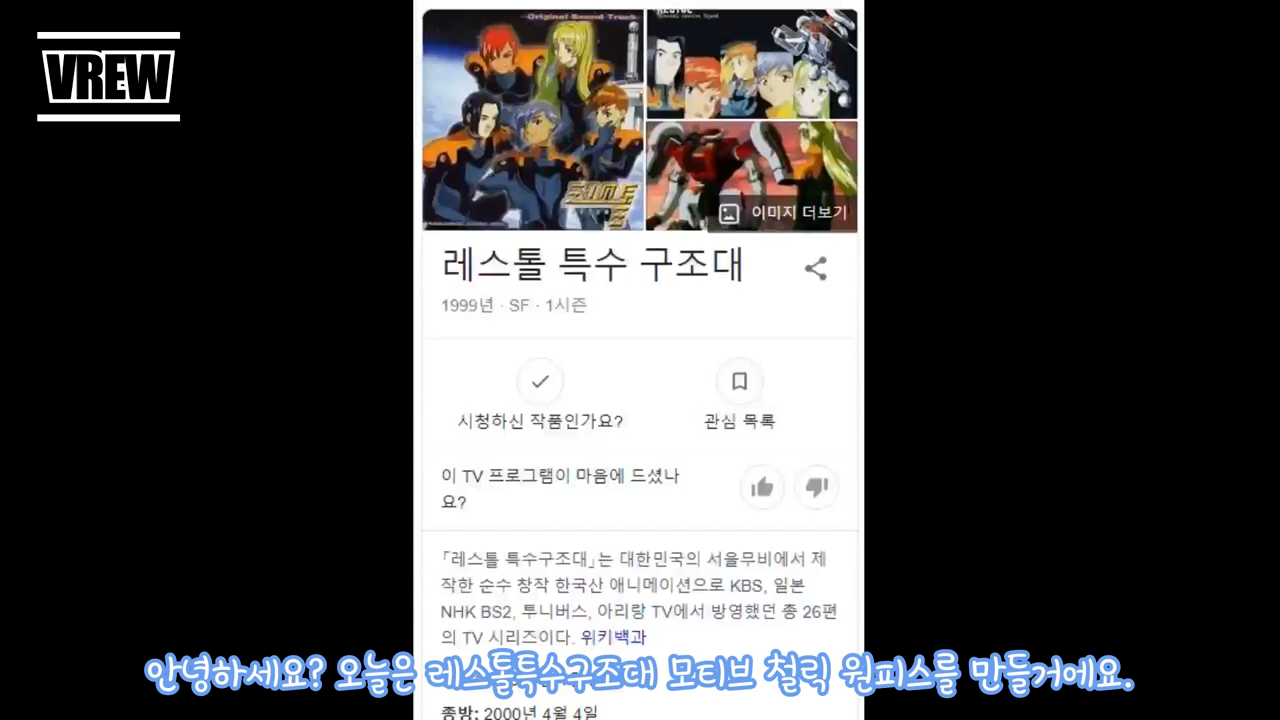 VREW
Original Sound Track
이미지 더보기
레스톨 특수 구조대
1999년 · SF · 1시즌
시청하신 작품인가요?
관심 목록
이 TV 프로그램이 마음에 드셨나
요?
「레스톨 특수구조대」는 대한민국의 서울무비에서 제
작한 순수 창작 한국산 애니메이션으로 KBS, 일본
NHK BS2, 투니버스, 아리랑 TV에서 방영했던 총 26편
의 TV 시리즈이다. 위키백과
안녕하세요? 오늘은 레스톨특수구조대 모티브 철릭 원피스를 만들거에요.
종방: 2000년 4월 4일